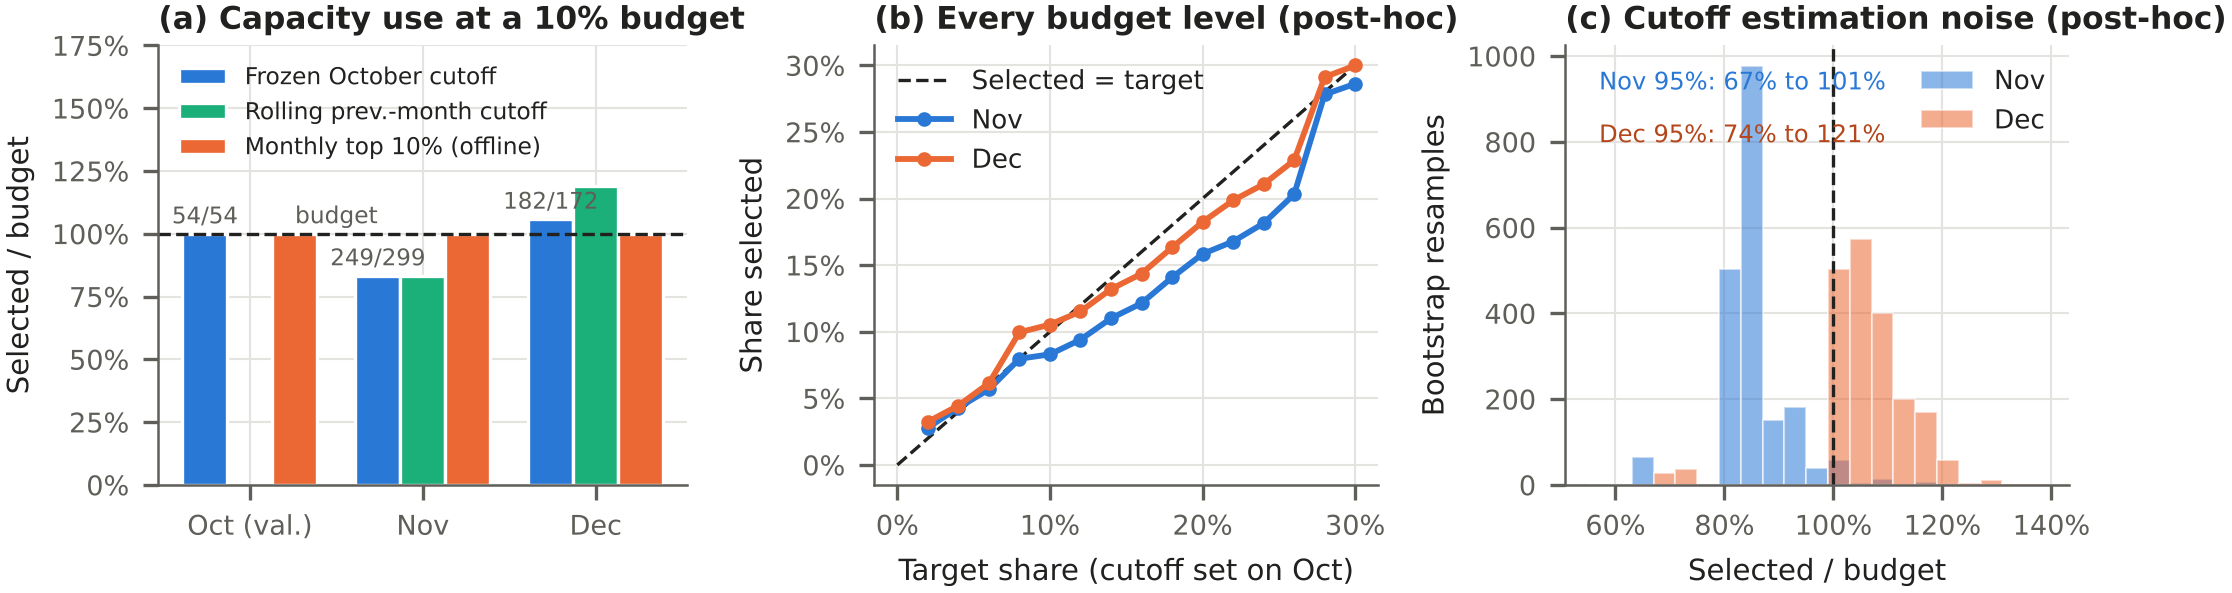 (a) Capacity use at a 10% budget
175%
150%
125%
100%
75%
50%
25%
0%
Selected / budget
Frozen October cutoff
Rolling prev.-month cutoff
Monthly top 10% (offline)
54/54
budget
249/299
182/172
Oct (val.)
Nov
Dec
(b) Every budget level (post-hoc)
30%
25%
20%
15%
10%
5%
0%
Share selected
Selected = target
Nov
Dec
0%
10%
20%
30%
Target share (cutoff set on Oct)
(c) Cutoff estimation noise (post-hoc)
1000
800
600
400
200
0
Bootstrap resamples
Nov 95%: 67% to 101%
Dec 95%: 74% to 121%
Nov
Dec
60%
80%
100%
120%
140%
Selected / budget